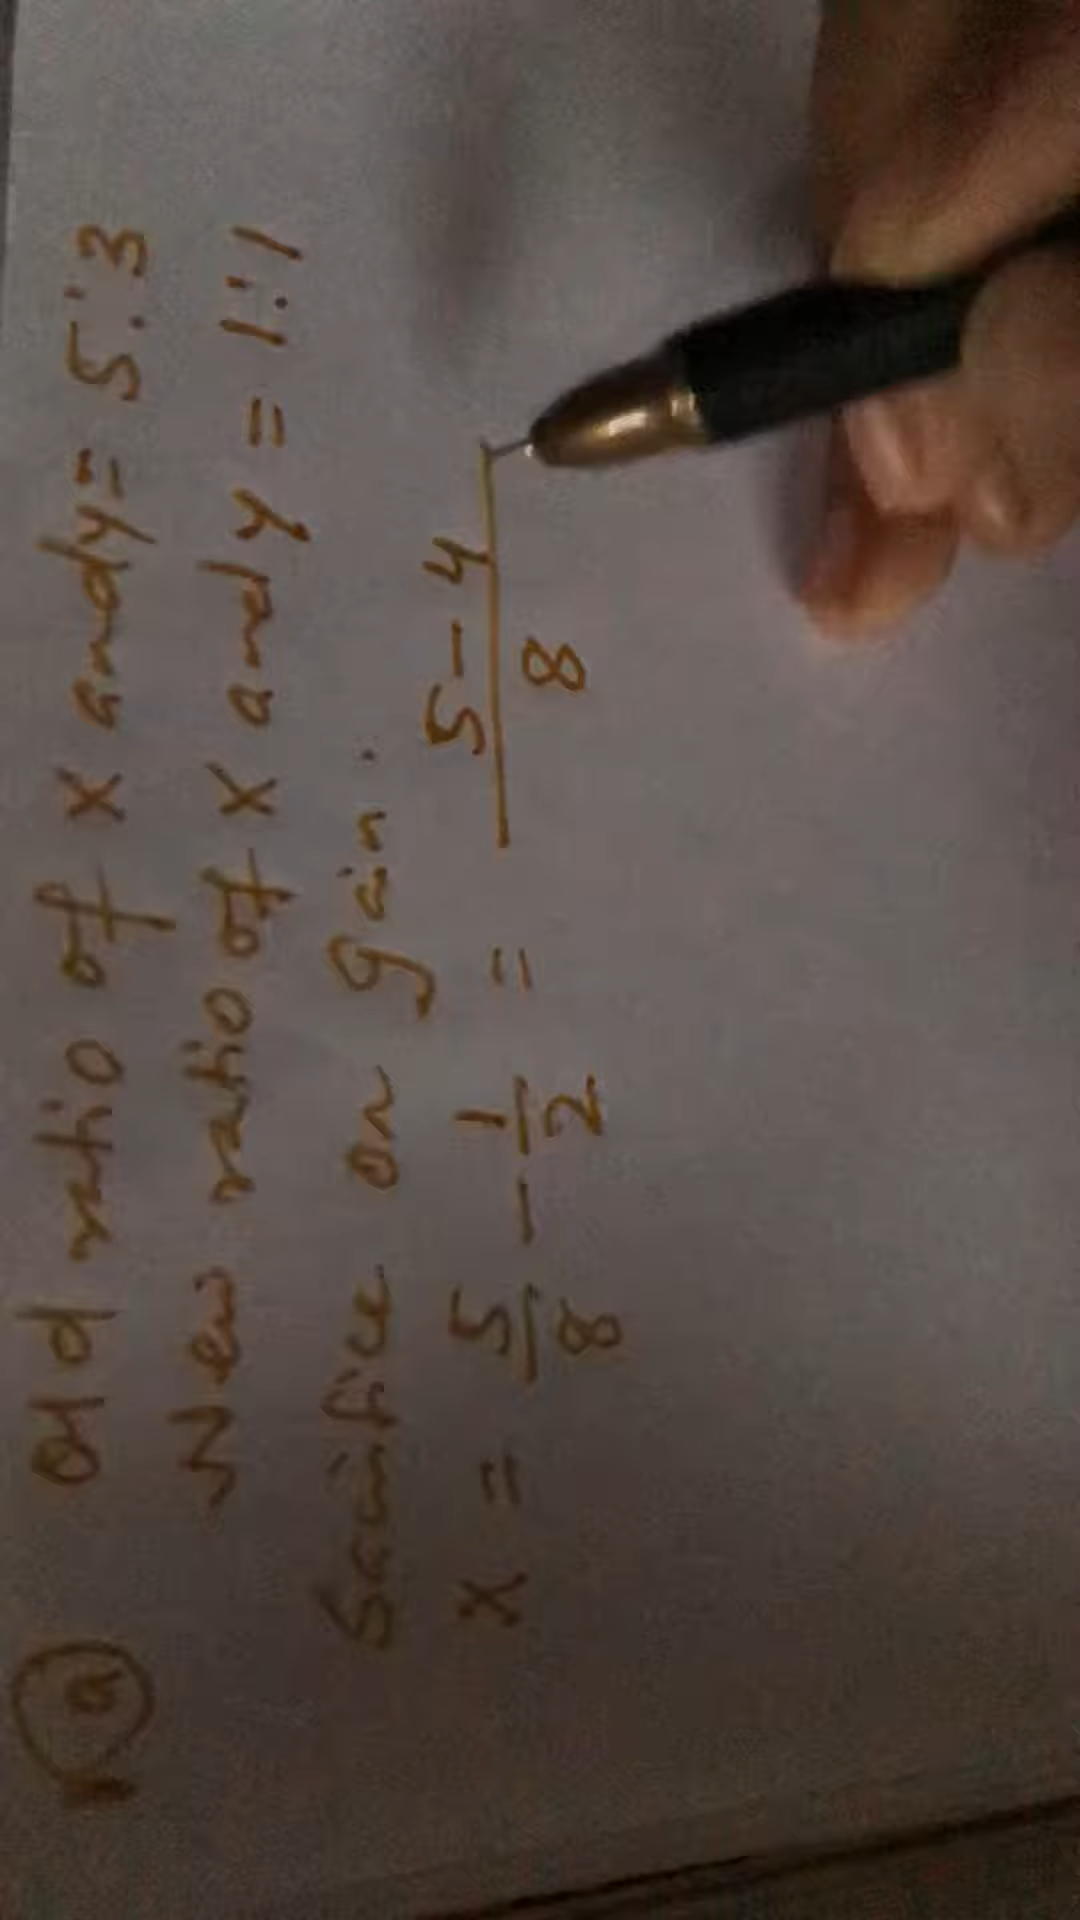 a
Old ratio of x and y = 5:3
New ratio of x and y = 1:1
Sacrifice or gain.
x = 5/8 - 1/2 = 5-4/8